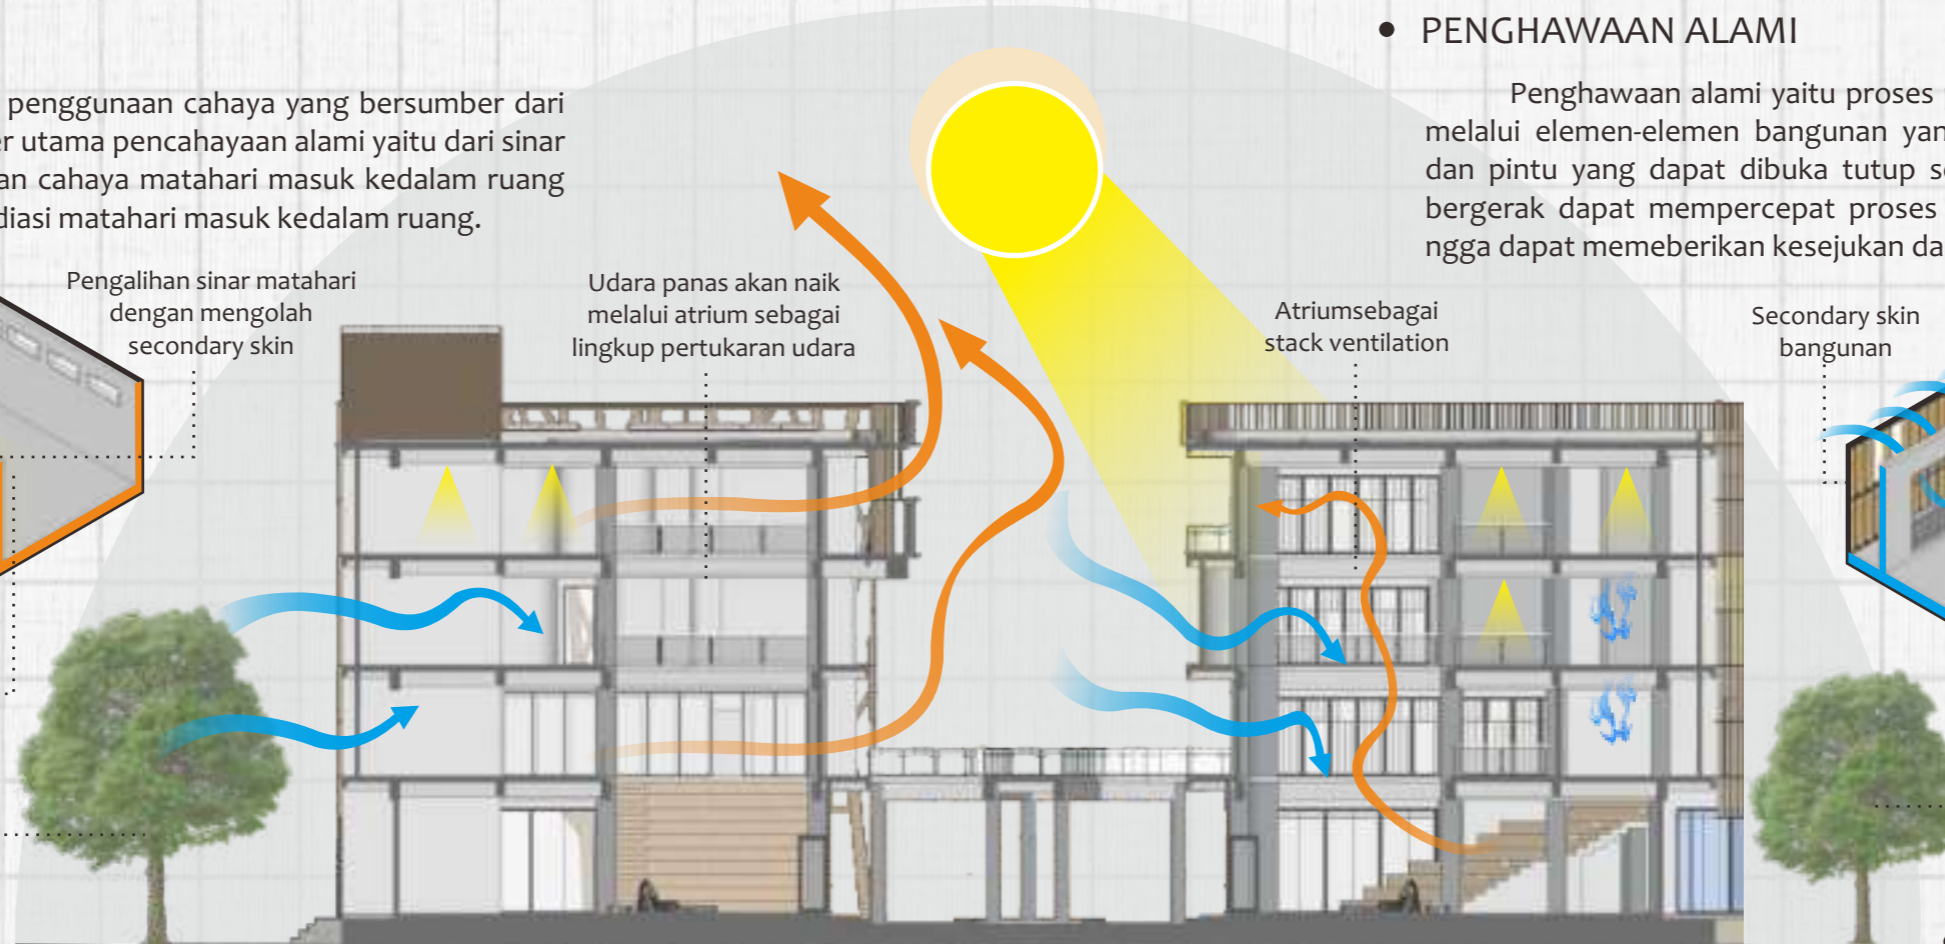 penggunaan cahaya yang bersumber dari
utama pencahayaan alami yaitu dari sinar
cahaya matahari masuk kedalam ruang
matahari masuk kedalam ruang.
Pengalihan sinar matahari
dengan mengolah
secondary skin
Udara panas akan naik
melalui atrium sebagai
lingkup pertukaran udara
• PENGHAWAAN ALAMI
Penghawaan alami yaitu proses
melalui elemen-elemen bangunan yan
dan pintu yang dapat dibuka tutup se
bergerak dapat mempercepat proses
ngga dapat memeberikan kesejukan da
Atriumsebagai
stack ventilation
Secondary skin
bangunan